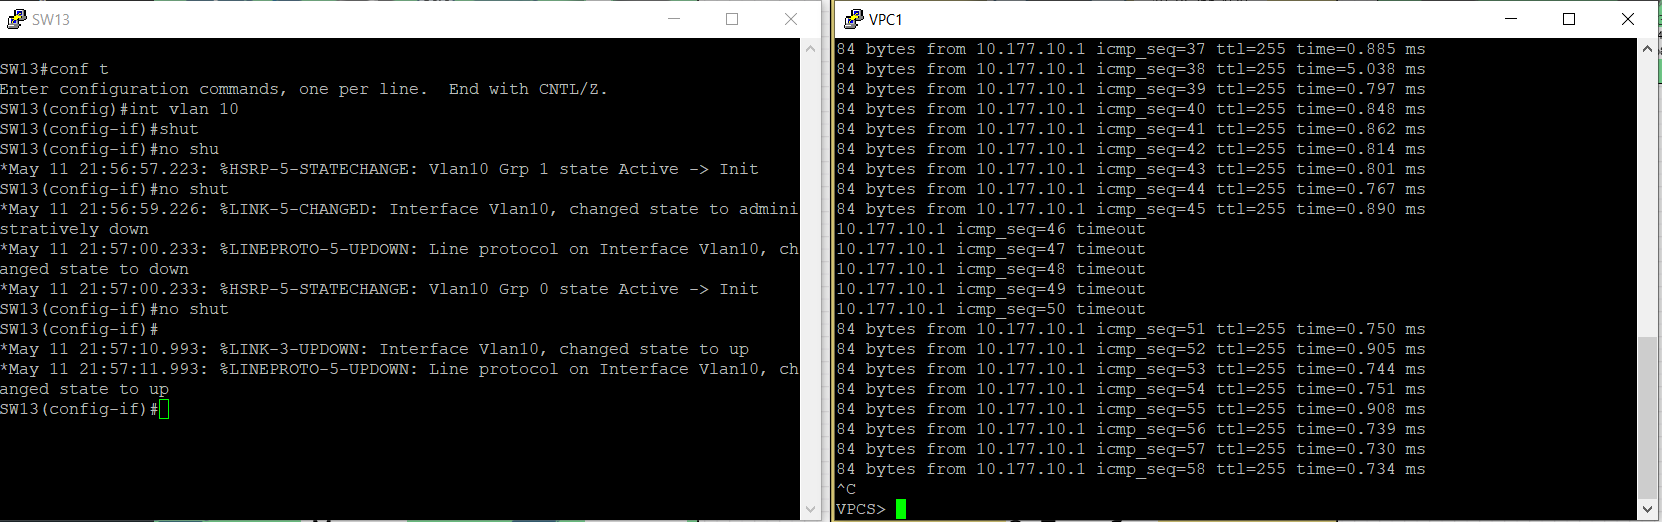 SW13
SW13#conf t
Enter configuration commands, one per line.  End with CNTL/Z.
SW13(config)#int vlan 10
SW13(config-if)#shut
SW13(config-if)#no shu
*May 11 21:56:57.223: %HSRP-5-STATECHANGE: Vlan10 Grp 1 state Active -> Init
SW13(config-if)#no shut
*May 11 21:56:59.226: %LINK-5-CHANGED: Interface Vlan10, changed state to admini
stratively down
*May 11 21:57:00.233: %LINEPROTO-5-UPDOWN: Line protocol on Interface Vlan10, ch
anged state to down
*May 11 21:57:00.233: %HSRP-5-STATECHANGE: Vlan10 Grp 0 state Active -> Init
SW13(config-if)#no shut
SW13(config-if)#
*May 11 21:57:10.993: %LINK-3-UPDOWN: Interface Vlan10, changed state to up
*May 11 21:57:11.993: %LINEPROTO-5-UPDOWN: Line protocol on Interface Vlan10, ch
anged state to up
SW13(config-if)#
VPC1
84 bytes from 10.177.10.1 icmp_seq=37 ttl=255 time=0.885 ms
84 bytes from 10.177.10.1 icmp_seq=38 ttl=255 time=5.038 ms
84 bytes from 10.177.10.1 icmp_seq=39 ttl=255 time=0.797 ms
84 bytes from 10.177.10.1 icmp_seq=40 ttl=255 time=0.848 ms
84 bytes from 10.177.10.1 icmp_seq=41 ttl=255 time=0.862 ms
84 bytes from 10.177.10.1 icmp_seq=42 ttl=255 time=0.814 ms
84 bytes from 10.177.10.1 icmp_seq=43 ttl=255 time=0.801 ms
84 bytes from 10.177.10.1 icmp_seq=44 ttl=255 time=0.767 ms
84 bytes from 10.177.10.1 icmp_seq=45 ttl=255 time=0.890 ms
10.177.10.1 icmp_seq=46 timeout
10.177.10.1 icmp_seq=47 timeout
10.177.10.1 icmp_seq=48 timeout
10.177.10.1 icmp_seq=49 timeout
10.177.10.1 icmp_seq=50 timeout
84 bytes from 10.177.10.1 icmp_seq=51 ttl=255 time=0.750 ms
84 bytes from 10.177.10.1 icmp_seq=52 ttl=255 time=0.905 ms
84 bytes from 10.177.10.1 icmp_seq=53 ttl=255 time=0.744 ms
84 bytes from 10.177.10.1 icmp_seq=54 ttl=255 time=0.751 ms
84 bytes from 10.177.10.1 icmp_seq=55 ttl=255 time=0.908 ms
84 bytes from 10.177.10.1 icmp_seq=56 ttl=255 time=0.739 ms
84 bytes from 10.177.10.1 icmp_seq=57 ttl=255 time=0.730 ms
84 bytes from 10.177.10.1 icmp_seq=58 ttl=255 time=0.734 ms
^C
VPCS>